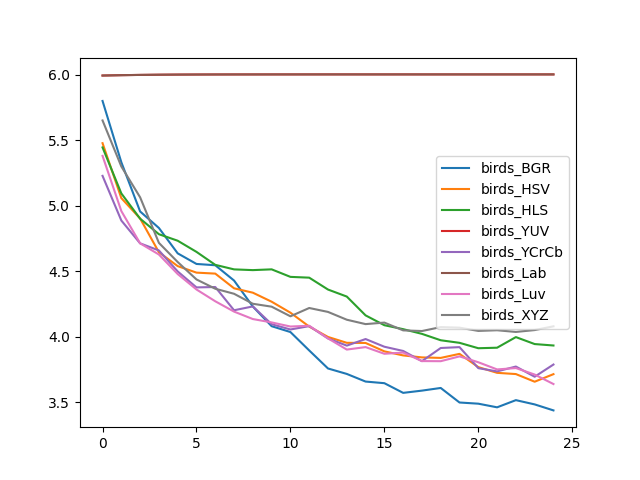 6.0
5.5
5.0
4.5
4.0
3.5
birds_BGR
birds_HSV
birds_HLS
birds_YUV
birds_YCrCb
birds_Lab
birds_Luv
birds_XYZ
0 5 10 15 20 25